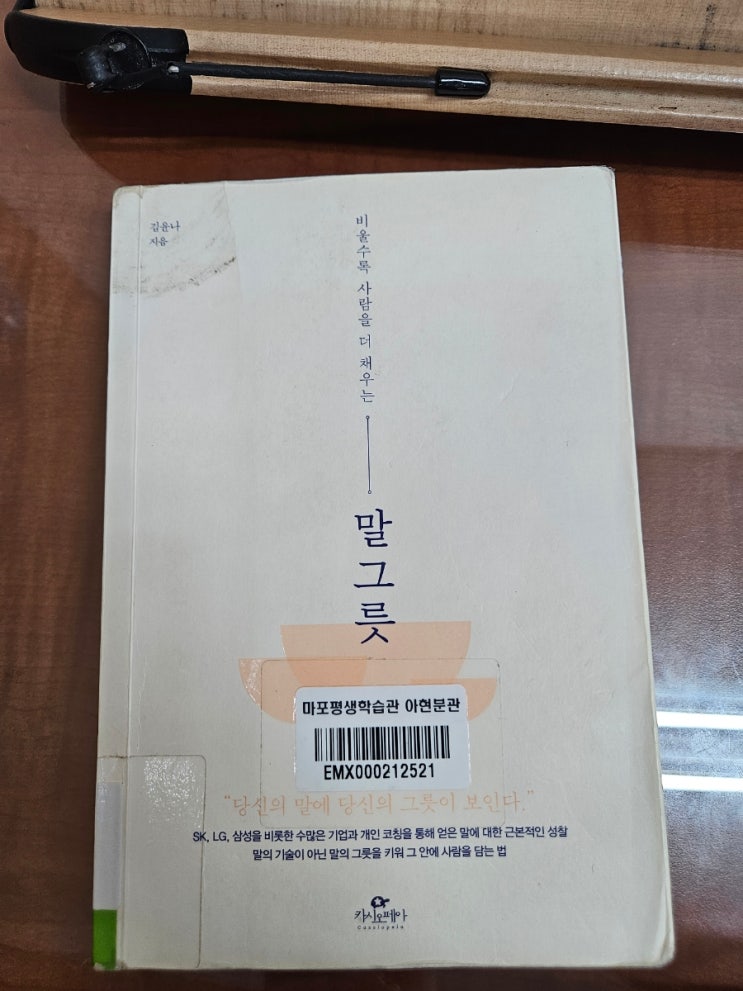 김윤나
지음
비울수록 사람을 더 채우는
말 그릇
마포평생학습관 아현분관
EMX000212521
“당신의 말에 당신의 그릇이 보인다.”
SK, LG, 삼성을 비롯한 수많은 기업과 개인 코칭을 통해 얻은 말에 대한 근본적인 성찰
말의 기술이 아닌 말의 그릇을 키워 그 안에 사람을 담는 법
카시오페아
Cassiopeia